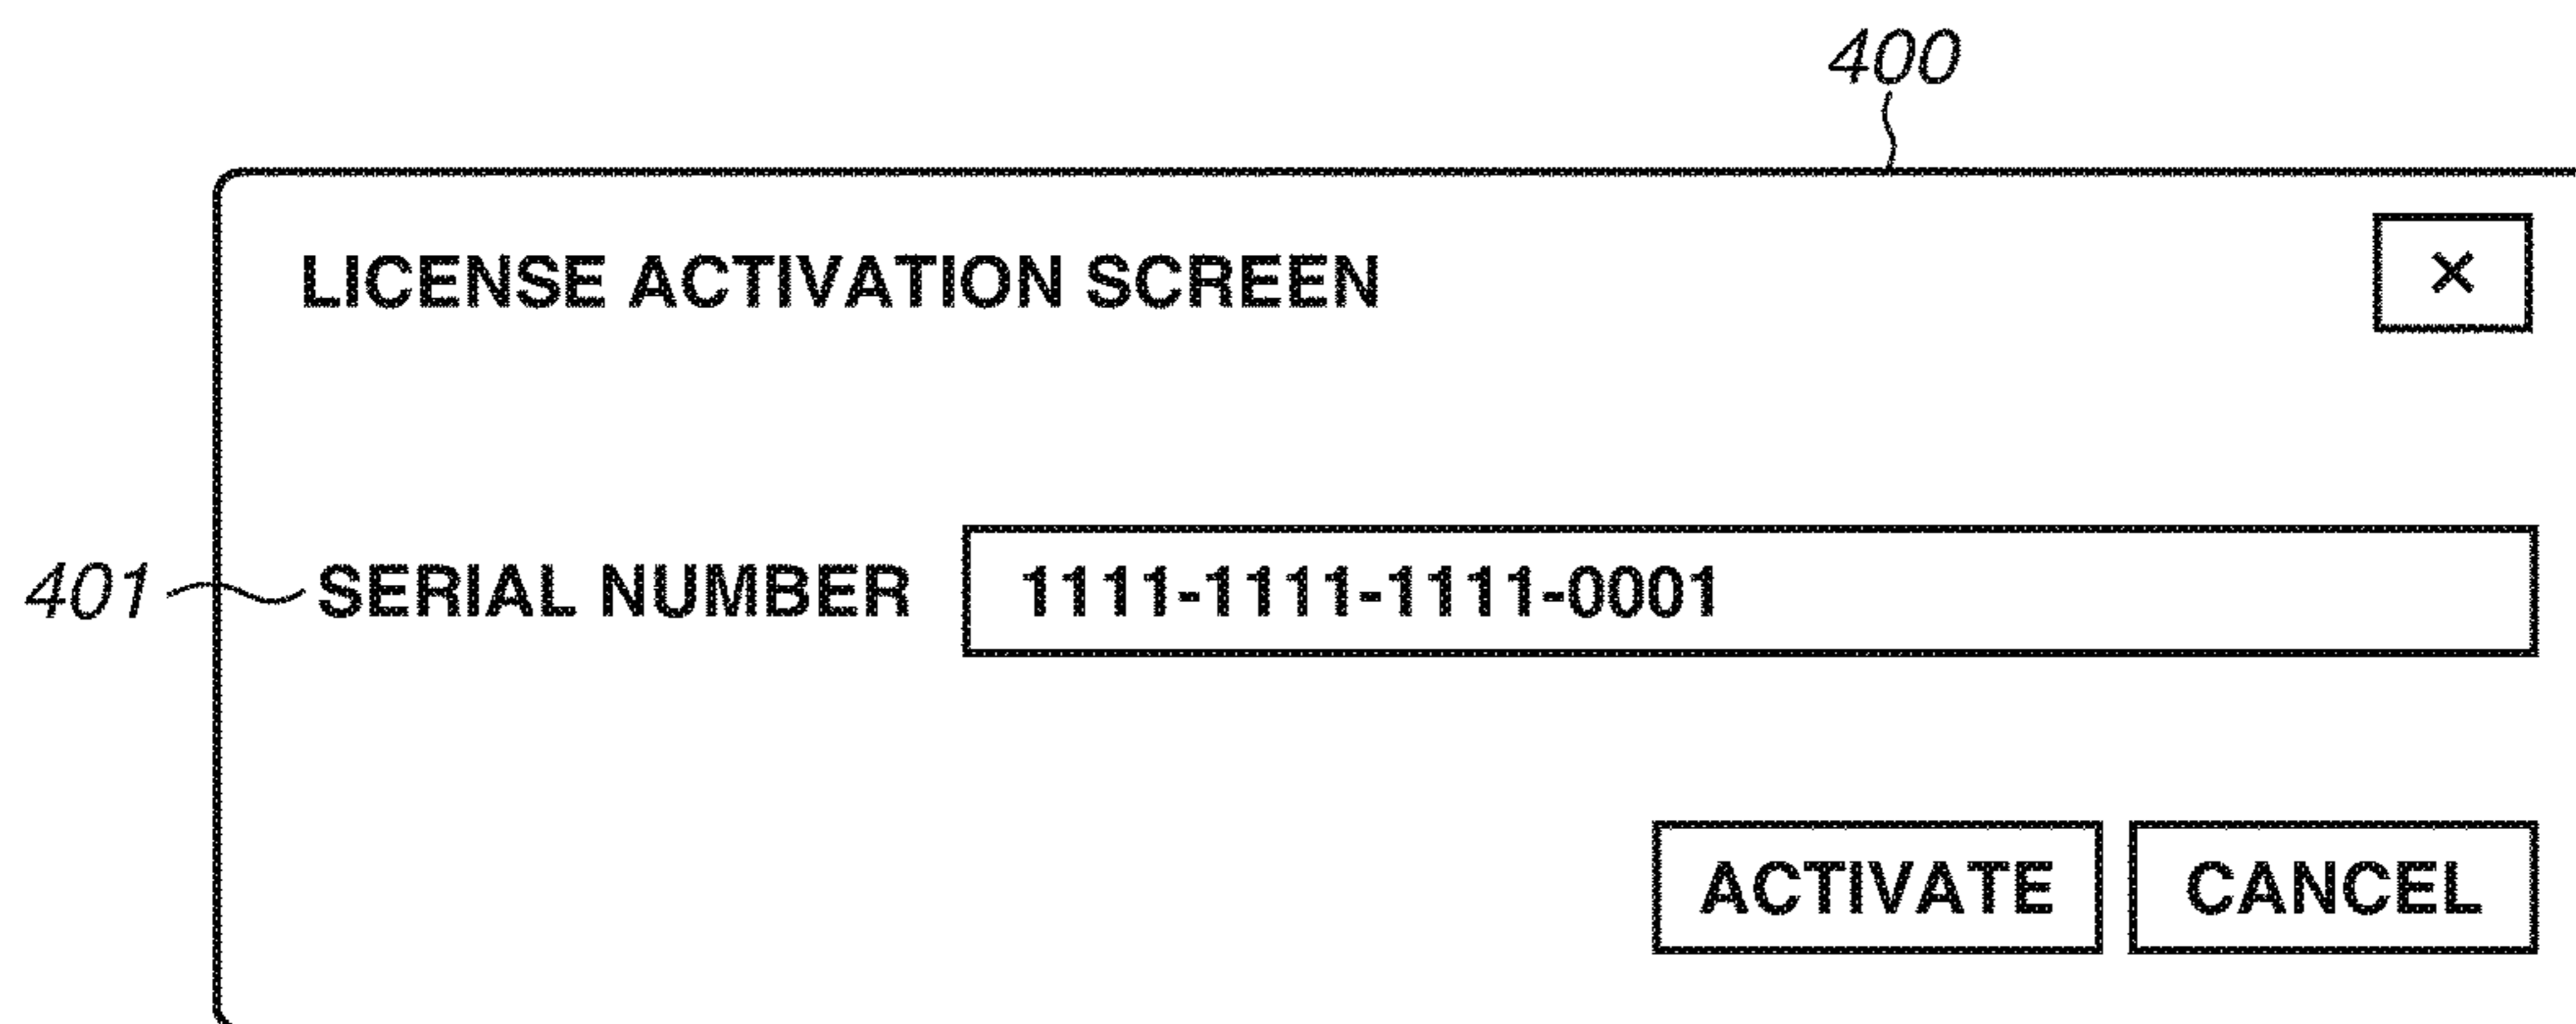 400
LICENSE ACTIVATION SCREEN ×
401 SERIAL NUMBER 1111-1111-1111-0001
ACTIVATE CANCEL